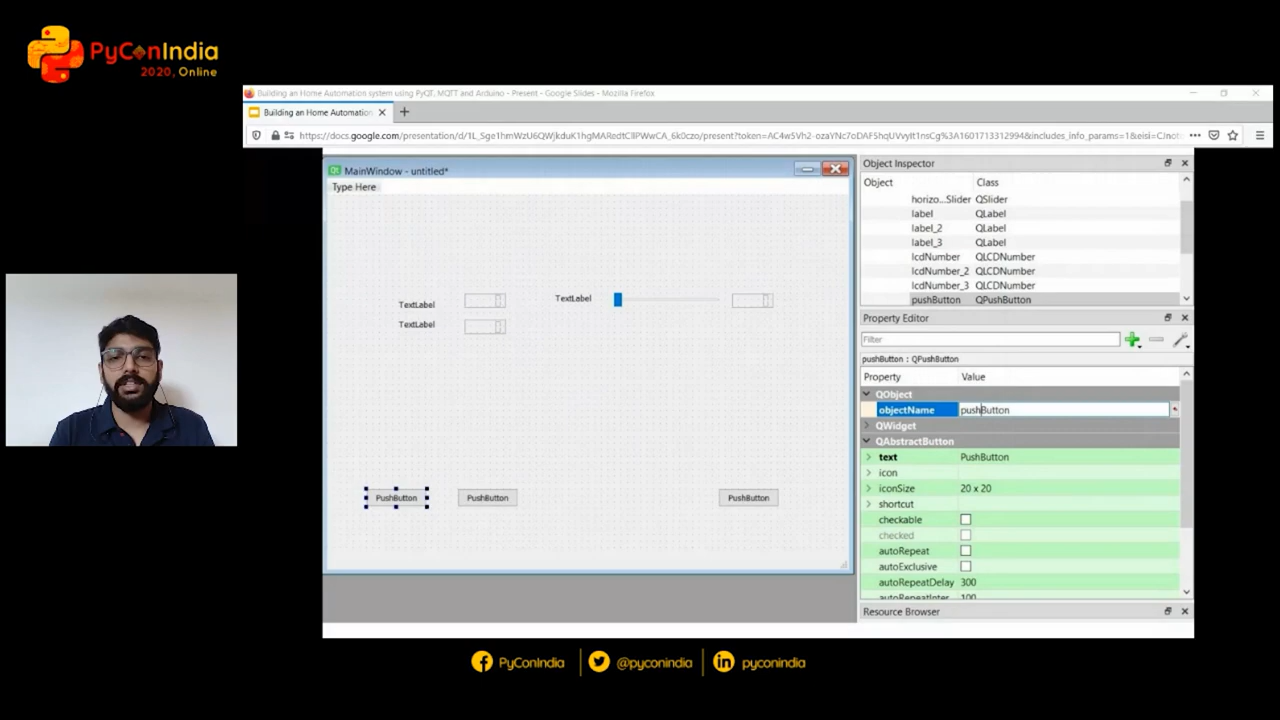 PyConIndia
2020, Online
Building an Home Automation system using PyQT, MQTT and Arduino - Present - Google Slides - Mozilla Firefox
Building an Home Automation
MainWindow - untitled*
Type Here
TextLabel
TextLabel
TextLabel
PushButton
PushButton
PushButton
Object Inspector
Object Class
horizo...Slider QSlider
label QLabel
label_2 QLabel
label_3 QLabel
lcdNumber QLCDNumber
lcdNumber_2 QLCDNumber
lcdNumber_3 QLCDNumber
pushButton QPushButton
Property Editor
Filter
pushButton : QPushButton
Property Value
QObject
objectName pushButton
QWidget
QAbstractButton
text PushButton
icon
iconSize 20 x 20
shortcut
checkable
checked
autoRepeat
autoExclusive
autoRepeatDelay 300
autoRepeatInter 100
Resource Browser
PyConIndia
@pyconindia
pyconindia